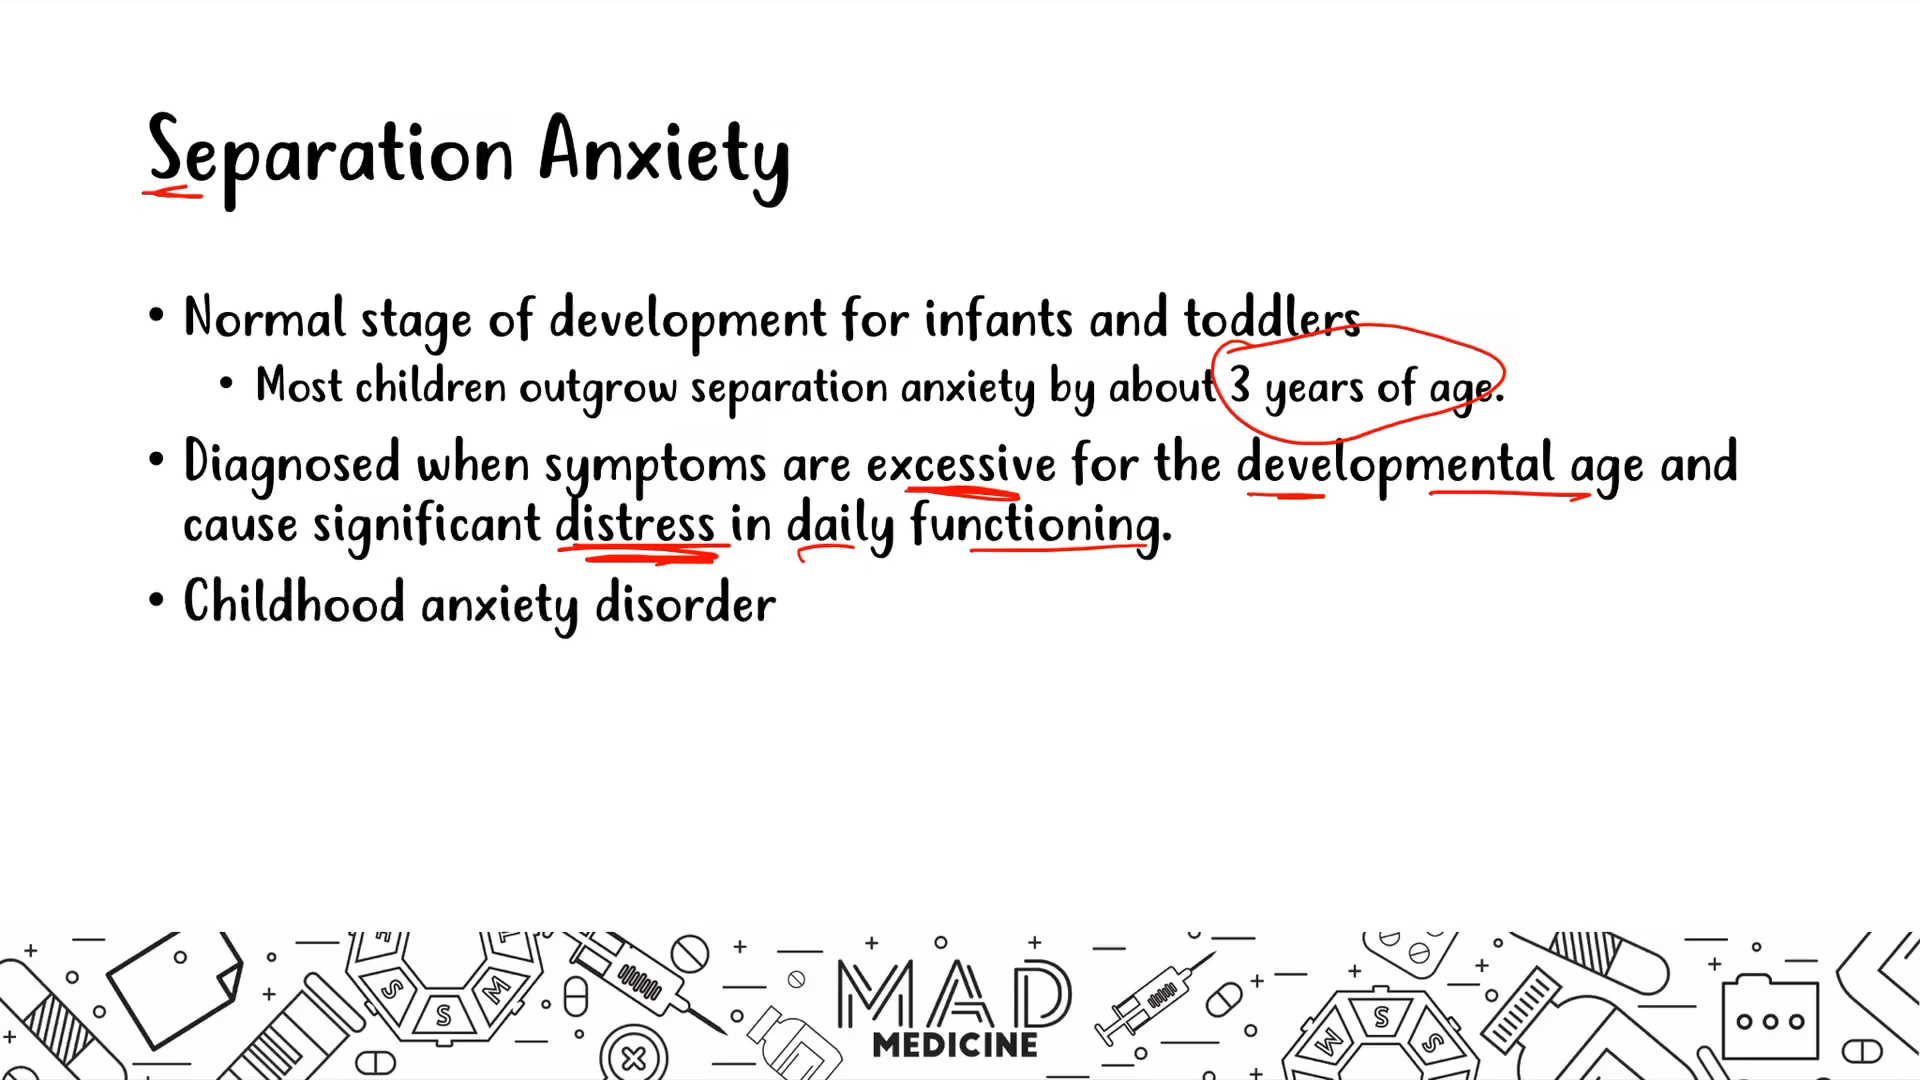 Separation Anxiety
• Normal stage of development for infants and toddlers
• Most children outgrow separation anxiety by about 3 years of age.
• Diagnosed when symptoms are excessive for the developmental age and
cause significant distress in daily functioning.
• Childhood anxiety disorder
S
S
M
M
S
S
MAD
MEDICINE